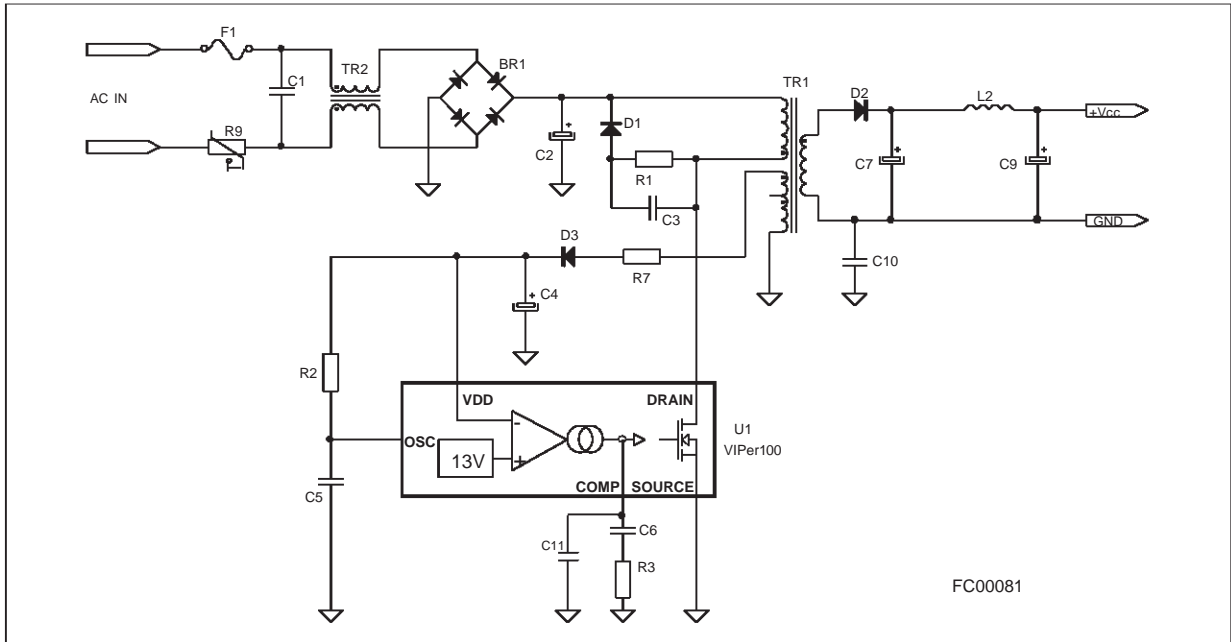 F1
TR2
BR1
C1
AC IN
R9
T°
C2
D1
R1
C3
TR1
D2
L2
+Vcc
C7
C9
GND
C10
D3
R7
C4
R2
VDD
DRAIN
OSC
-
13V
+
U1
VIPer100
COMP
SOURCE
C5
C6
C11
R3
FC00081